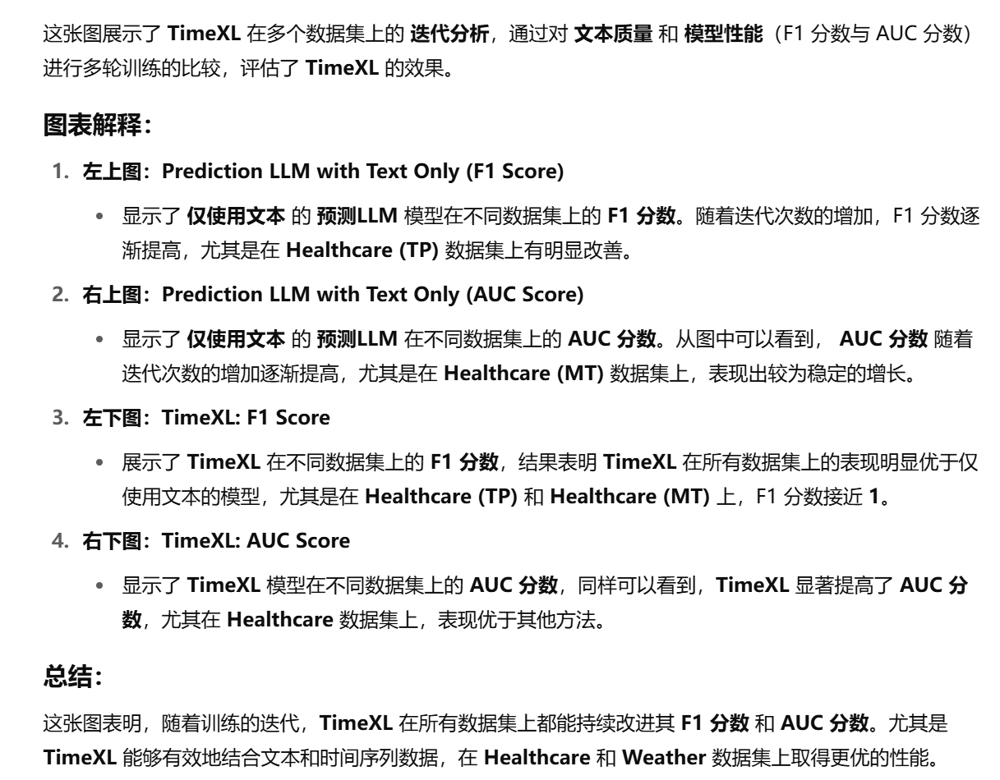 这张图展示了 TimeXL 在多个数据集上的 迭代分析，通过对 文本质量 和 模型性能（F1 分数与 AUC 分数）
进行多轮训练的比较，评估了 TimeXL 的效果。
图表解释：
1. 左上图：Prediction LLM with Text Only (F1 Score)
• 显示了 仅使用文本 的 预测LLM 模型在不同数据集上的 F1 分数。随着迭代次数的增加，F1 分数逐
渐提高，尤其是在 Healthcare (TP) 数据集上有明显改善。
2. 右上图：Prediction LLM with Text Only (AUC Score)
• 显示了 仅使用文本 的 预测LLM 在不同数据集上的 AUC 分数。从图中可以看到， AUC 分数 随着
迭代次数的增加逐渐提高，尤其是在 Healthcare (MT) 数据集上，表现出较为稳定的增长。
3. 左下图：TimeXL: F1 Score
• 展示了 TimeXL 在不同数据集上的 F1 分数，结果表明 TimeXL 在所有数据集上的表现明显优于仅
使用文本的模型，尤其是在 Healthcare (TP) 和 Healthcare (MT) 上，F1 分数接近 1。
4. 右下图：TimeXL: AUC Score
• 显示了 TimeXL 模型在不同数据集上的 AUC 分数，同样可以看到，TimeXL 显著提高了 AUC 分
数，尤其在 Healthcare 数据集上，表现优于其他方法。
总结：
这张图表明，随着训练的迭代，TimeXL 在所有数据集上都能持续改进其 F1 分数 和 AUC 分数。尤其是
TimeXL 能够有效地结合文本和时间序列数据，在 Healthcare 和 Weather 数据集上取得更优的性能。